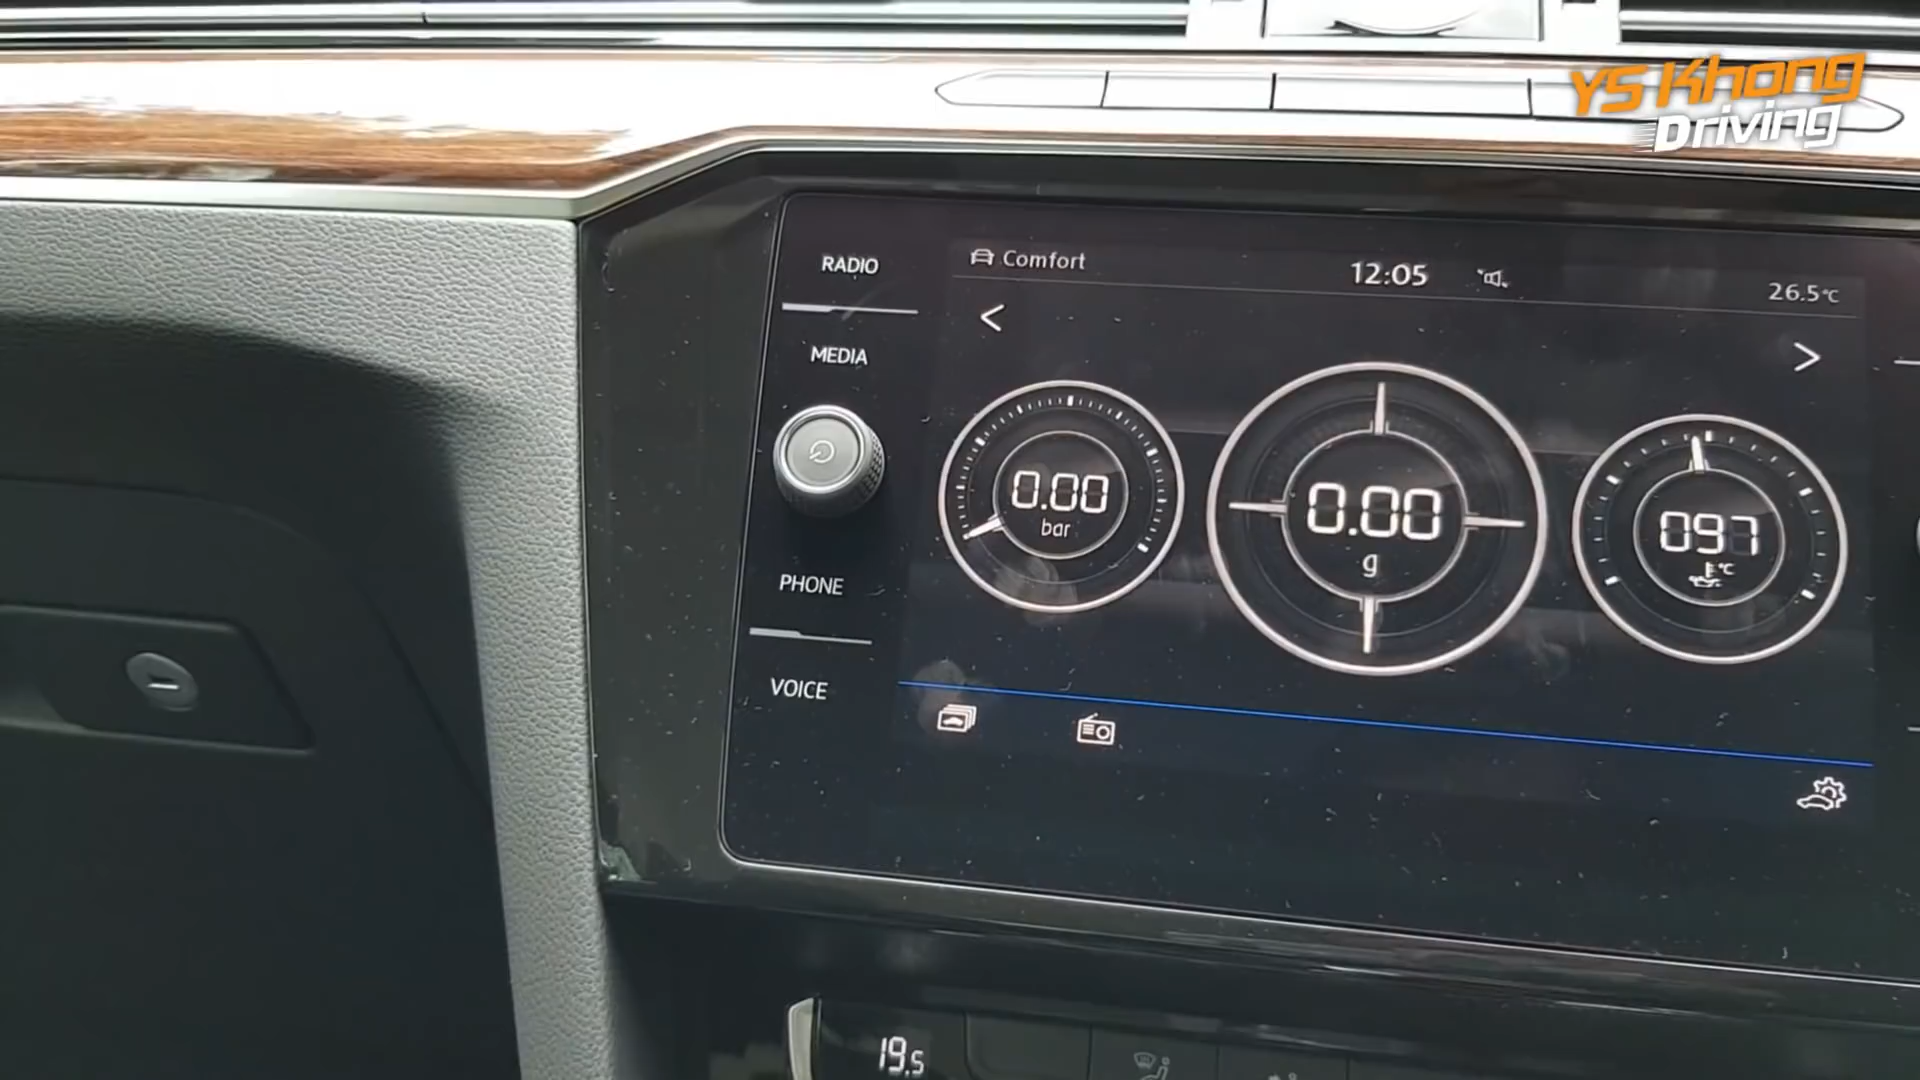 YS Khong
Driving
RADIO
MEDIA
PHONE
VOICE
Comfort
12:05
26.5°C
0.00
bar
0.00
g
097
°C
19.5